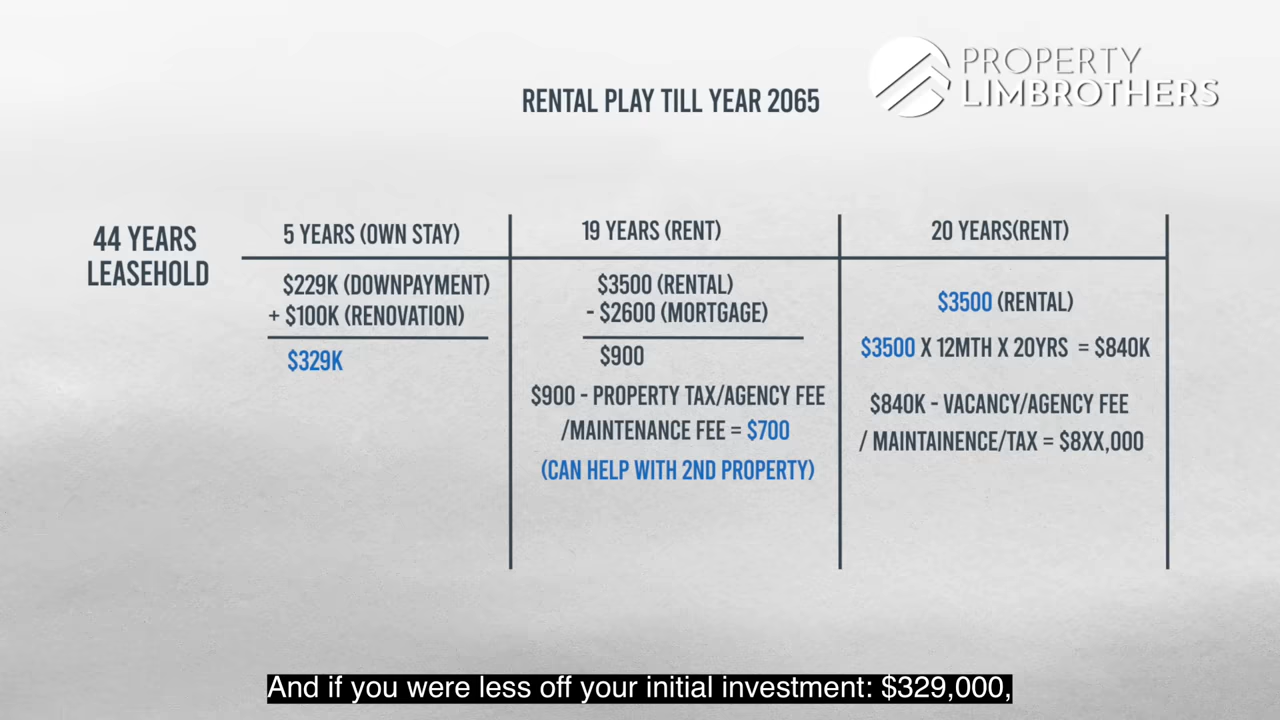 PROPERTY
LIMBROTHERS
RENTAL PLAY TILL YEAR 2065
44 YEARS
LEASEHOLD
5 YEARS (OWN STAY)
$229K (DOWNPAYMENT)
+ $100K (RENOVATION)
$329K
19 YEARS (RENT)
$3500 (RENTAL)
- $2600 (MORTGAGE)
$900
$900 - PROPERTY TAX/AGENCY FEE
/MAINTENANCE FEE = $700
(CAN HELP WITH 2ND PROPERTY)
20 YEARS(RENT)
$3500 (RENTAL)
$3500 X 12MTH X 20YRS = $840K
$840K - VACANCY/AGENCY FEE
/ MAINTAINENCE/TAX = $8XX,000
And if you were less off your initial investment: $329,000,